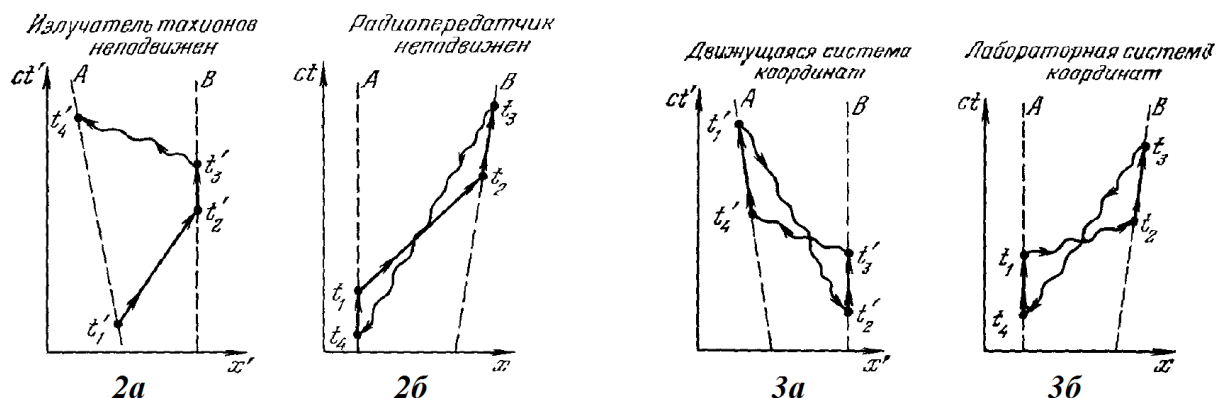 Излучатель тахионов
неподвижен
ct'
A
B
t'₄
t'₃
t'₂
t'₁
x'
2а
Радиопередатчик
неподвижен
ct
A
B
t₃
t₂
t₁
t₄
x
2б
Движущаяся система
координат
ct'
A
B
t'₁
t'₄
t'₃
t'₂
x'
3а
Лабораторная система
координат
ct
A
B
t₃
t₂
t₁
t₄
x
3б